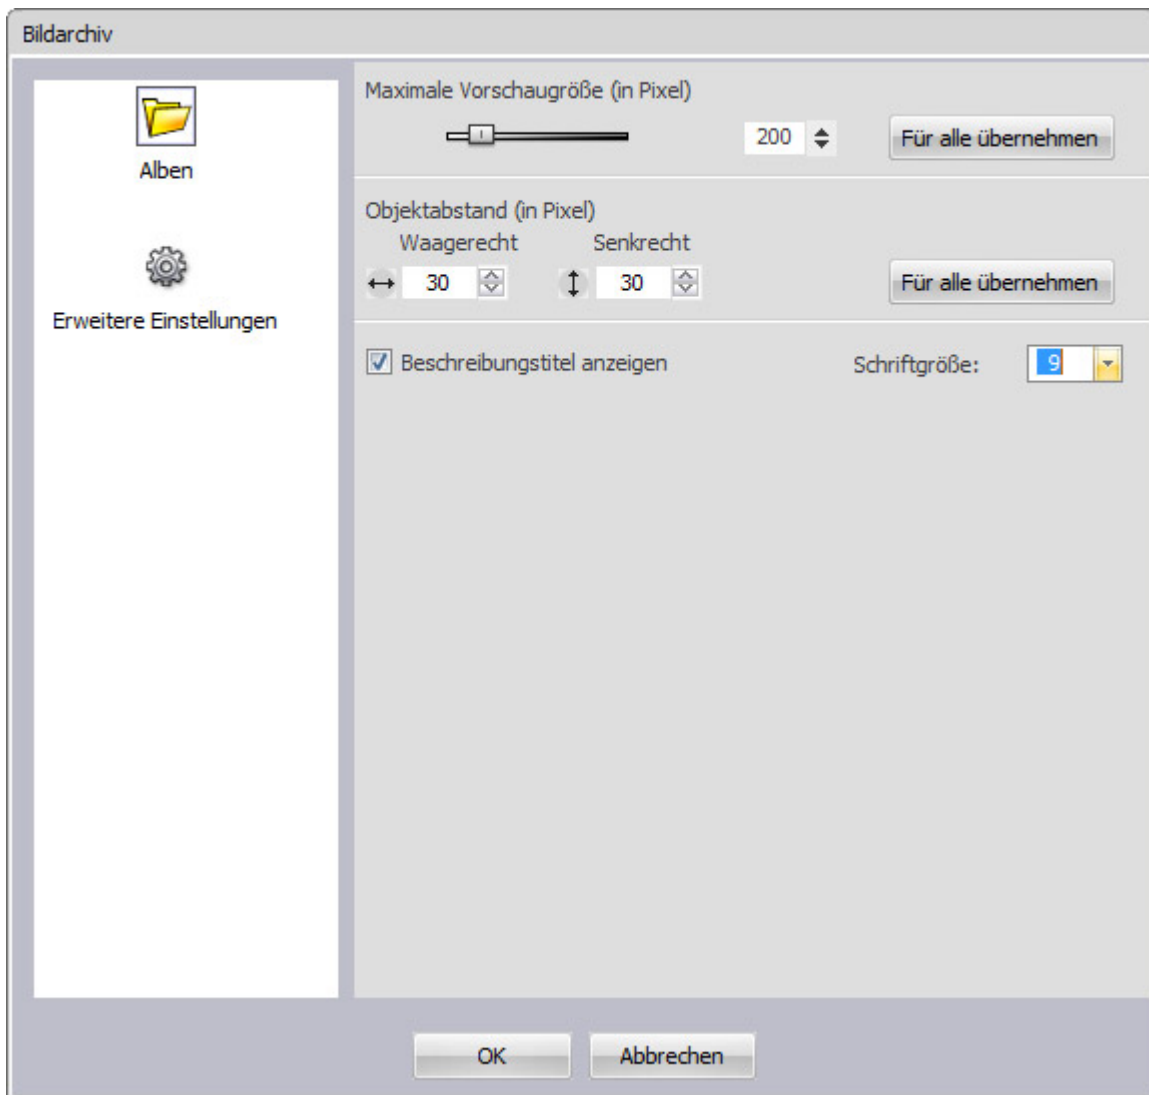 Bildarchiv
Alben
Erweitere Einstellungen
Maximale Vorschaugröße (in Pixel)
200
Für alle übernehmen
Objektabstand (in Pixel)
Waagerecht Senkrecht
30 30
Für alle übernehmen
Beschreibungstitel anzeigen
Schriftgröße: 9
OK Abbrechen